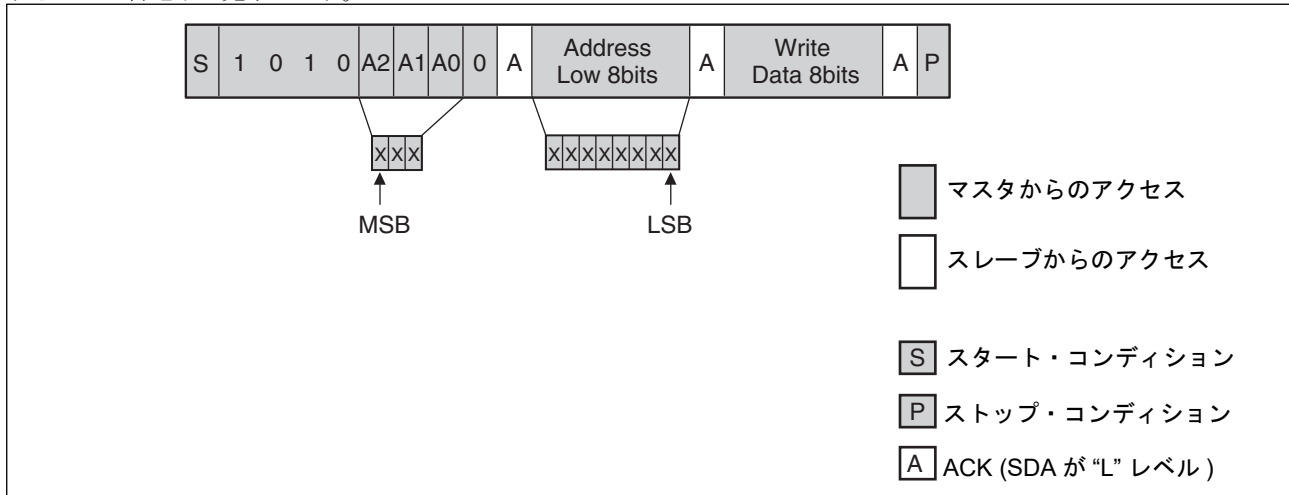 S 1 0 1 0 A2 A1 A0 0 A Address Low 8bits A Write Data 8bits A P
X X X X X X X X X X X
MSB LSB
マスタからのアクセス
スレーブからのアクセス
S スタート・コンディション
P ストップ・コンディション
A ACK (SDA が “L” レベル )